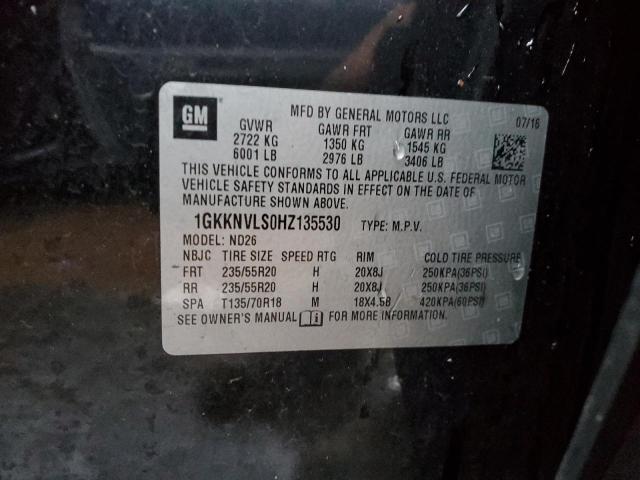 GM
MFD BY GENERAL MOTORS LLC
07/16
GVWR GAWR FRT GAWR RR
2722 KG 1350 KG 1545 KG
6001 LB 2976 LB 3406 LB
THIS VEHICLE CONFORMS TO ALL APPLICABLE U.S. FEDERAL MOTOR
VEHICLE SAFETY STANDARDS IN EFFECT ON THE DATE OF
MANUFACTURE SHOWN ABOVE.
1GKKNVLS0HZ135530 TYPE: M.P.V.
MODEL: ND26
NBJC TIRE SIZE SPEED RTG RIM COLD TIRE PRESSURE
FRT 235/55R20 H 20X8J 250KPA(36PSI)
RR 235/55R20 H 20X8J 250KPA(36PSI)
SPA T135/70R18 M 18X4.5B 420KPA(60PSI)
SEE OWNER'S MANUAL FOR MORE INFORMATION.